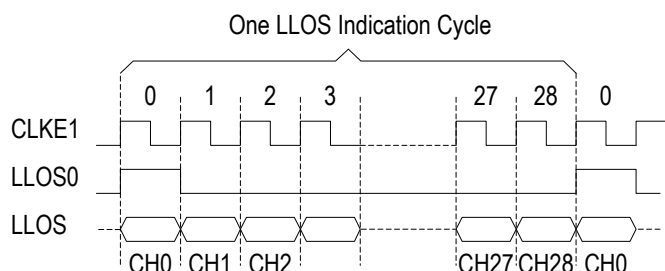 One LLOS Indication Cycle
0 1 2 3 27 28 0
CLKE1
LLOS0
LLOS
CH0 CH1 CH2 CH27 CH28 CH0